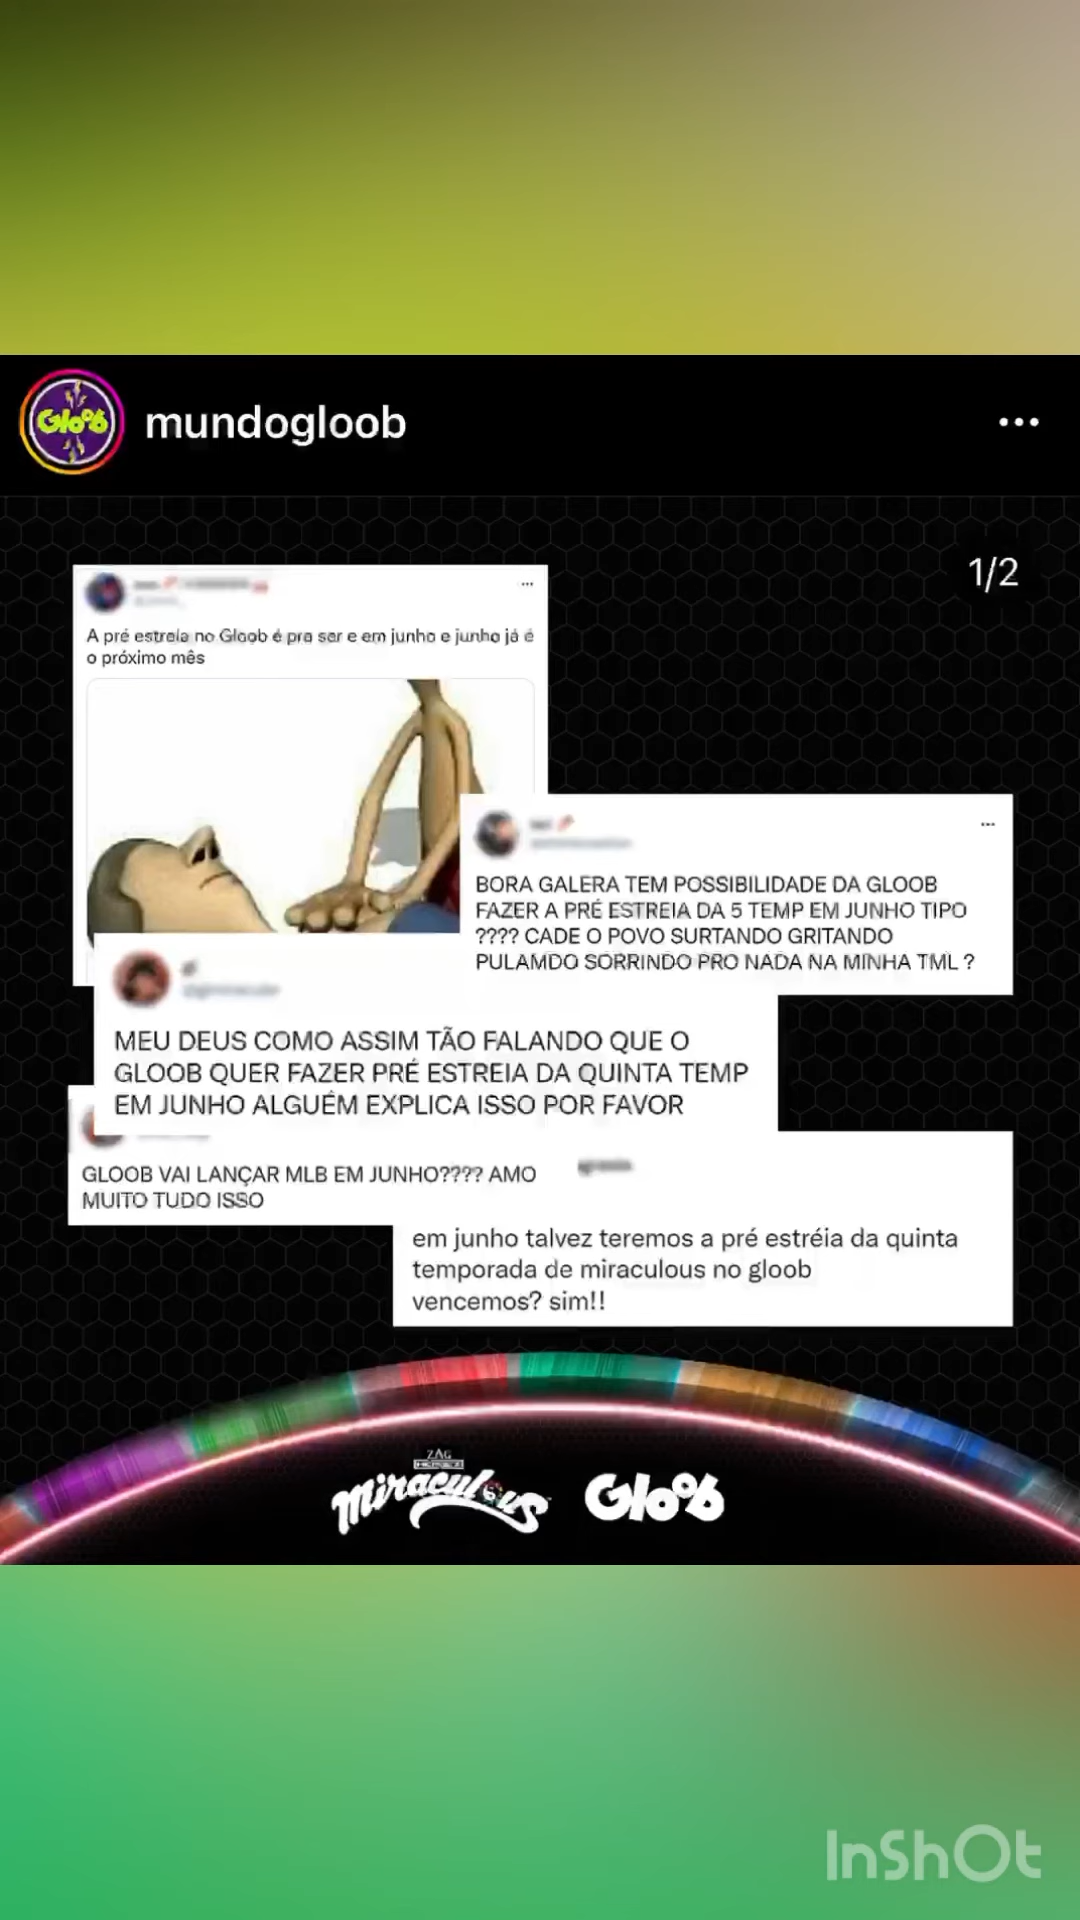 Gloob
mundogloob
1/2
A pré estreia no Gloob é pra ser e em junho e junho já é
o próximo mês
BORA GALERA TEM POSSIBILIDADE DA GLOOB
FAZER A PRÉ ESTREIA DA 5 TEMP EM JUNHO TIPO
???? CADE O POVO SURTANDO GRITANDO
PULAMDO SORRINDO PRO NADA NA MINHA TML ?
MEU DEUS COMO ASSIM TÃO FALANDO QUE O
GLOOB QUER FAZER PRÉ ESTREIA DA QUINTA TEMP
EM JUNHO ALGUÉM EXPLICA ISSO POR FAVOR
GLOOB VAI LANÇAR MLB EM JUNHO???? AMO
MUITO TUDO ISSO
em junho talvez teremos a pré estréia da quinta
temporada de miraculous no gloob
vencemos? sim!!
ZAG
HEROEZ
Miraculous
Gloob
InShOt